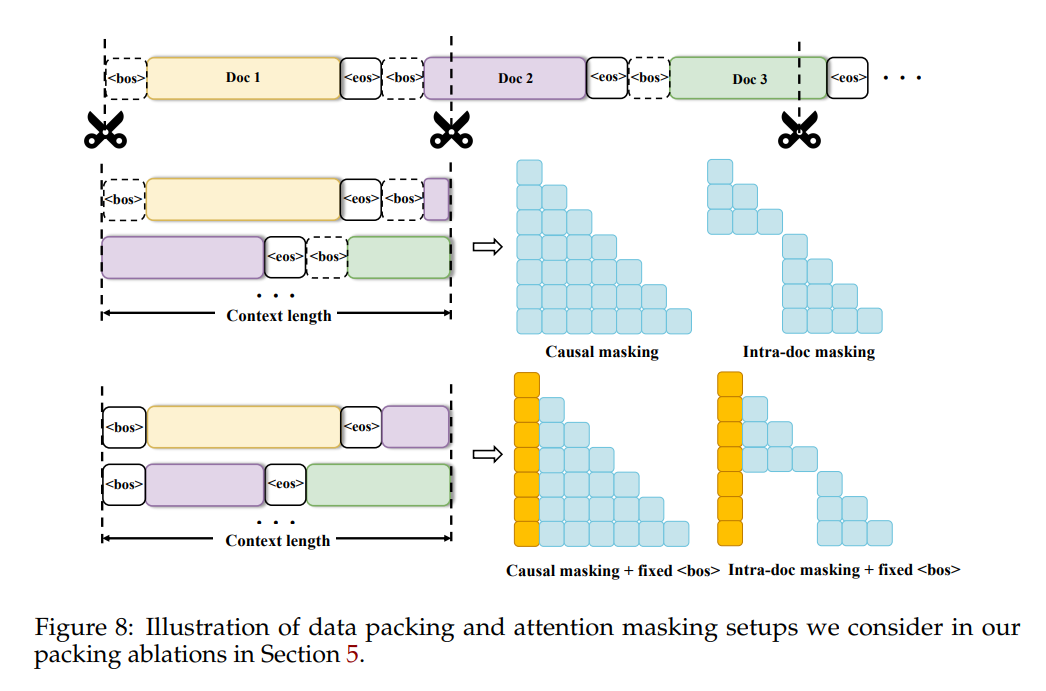 <bos> Doc 1 <eos> <bos> Doc 2 <eos> <bos> Doc 3 <eos> . . .
<bos> <eos> <bos>
<eos> <bos>
. . .
Context length
Causal masking Intra-doc masking
<bos> <eos>
<bos> <eos>
. . .
Context length
Causal masking + fixed <bos> Intra-doc masking + fixed <bos>
Figure 8: Illustration of data packing and attention masking setups we consider in our
packing ablations in Section 5.